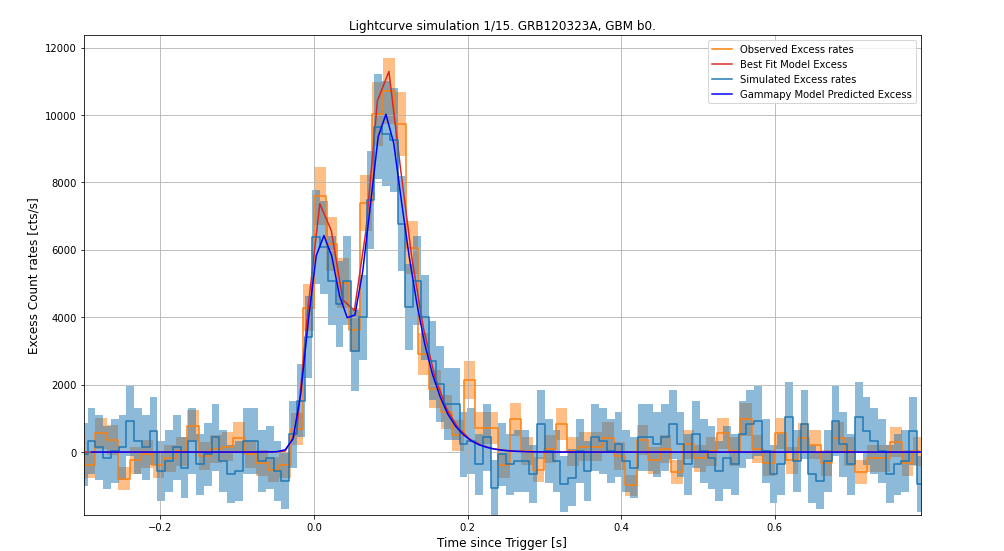 Lightcurve simulation 1/15. GRB120323A, GBM b0.
Observed Excess rates
Best Fit Model Excess
Simulated Excess rates
Gammapy Model Predicted Excess
Excess Count rates [cts/s]
12000
10000
8000
6000
4000
2000
0
−0.2 0.0 0.2 0.4 0.6
Time since Trigger [s]